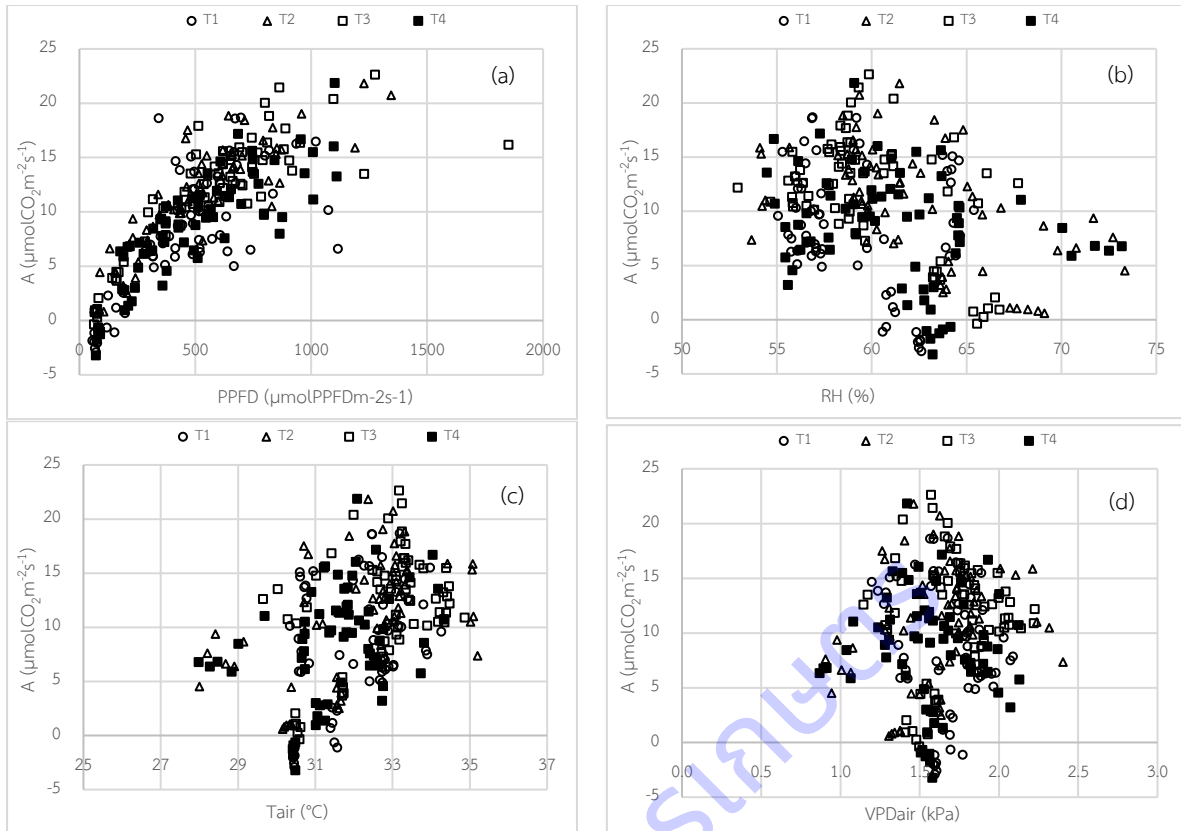 T1 T2 T3 T4
(a)
25
20
15
10
5
0
-5
0 500 1000 1500 2000
A (µmolCO₂m⁻²s⁻¹)
PPFD (µmolPPFDm-2s-1)
T1 T2 T3 T4
(b)
25
20
15
10
5
0
-5
50 55 60 65 70 75
A (µmolCO₂m⁻²s⁻¹)
RH (%)
T1 T2 T3 T4
(c)
25
20
15
10
5
0
-5
25 27 29 31 33 35 37
A (µmolCO₂m⁻²s⁻¹)
Tair (°C)
T1 T2 T3 T4
(d)
25
20
15
10
5
0
-5
0.0 0.5 1.0 1.5 2.0 2.5 3.0
A (µmolCO₂m⁻²s⁻¹)
VPDair (kPa)